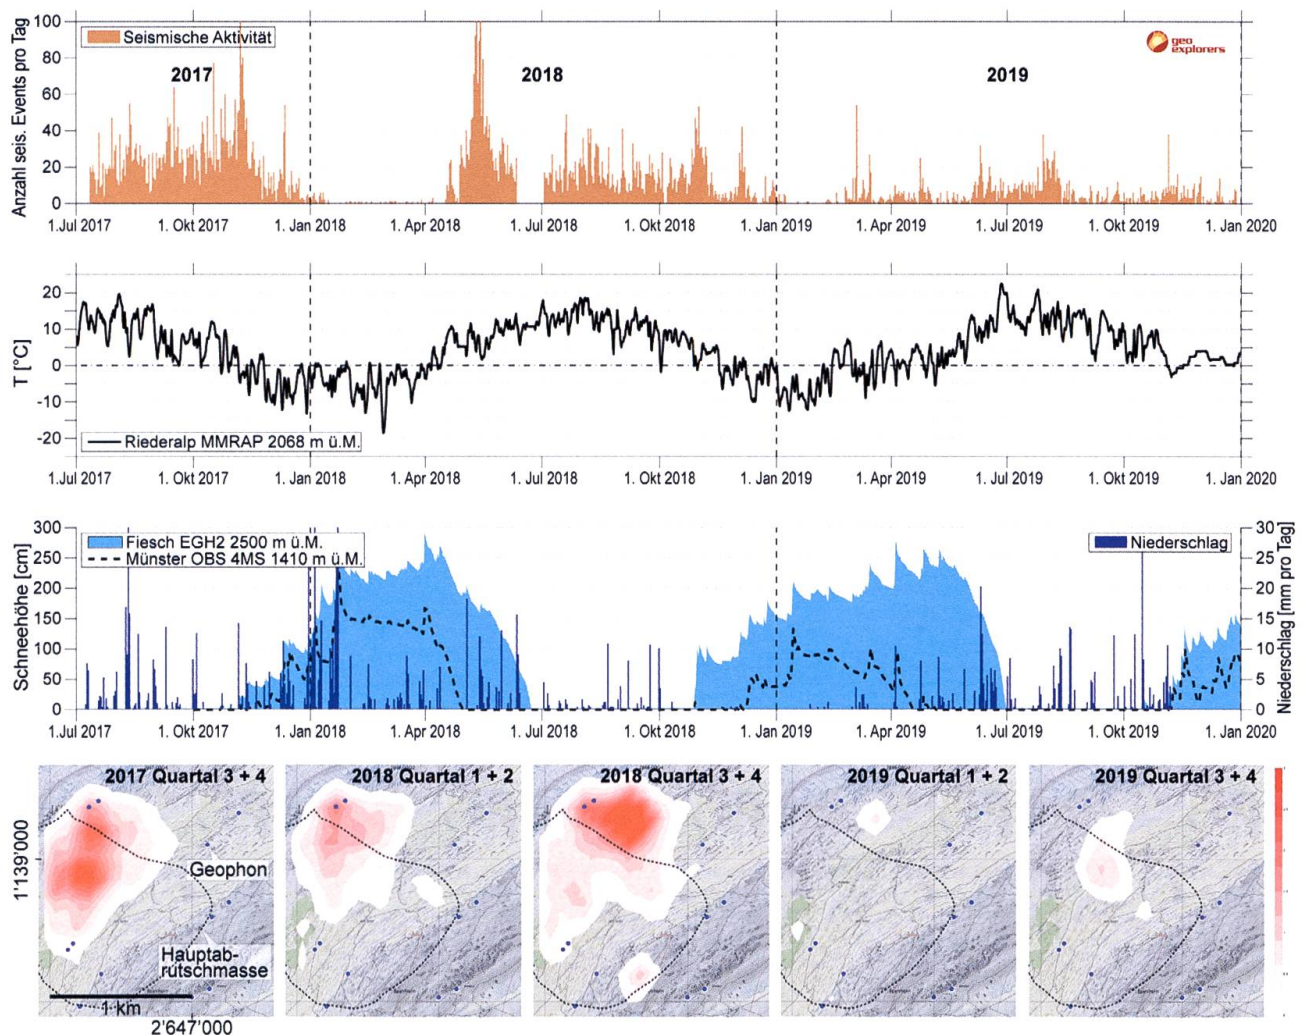 Anzahl seis. Events pro Tag
100
80
60
40
20
0
Seismische Aktivität
2017
2018
2019
geo
explorers
1.Jul 2017
1. Okt 2017
1. Jan 2018
1. Apr 2018
1. Jul 2018
1. Okt 2018
1. Jan 2019
1. Apr 2019
1. Jul 2019
1. Okt 2019
1. Jan 2020
T [°C]
20
10
0
-10
-20
Riederalp MMRAP 2068 m ü.M.
1.Jul 2017
1. Okt 2017
1. Jan 2018
1. Apr 2018
1. Jul 2018
1. Okt 2018
1. Jan 2019
1. Apr 2019
1. Jul 2019
1. Okt 2019
1. Jan 2020
Schneehöhe [cm]
300
250
200
150
100
50
0
Fiesch EGH2 2500 m ü.M.
Münster OBS 4MS 1410 m ü.M.
Niederschlag
30
25
20
15
10
5
0
Niederschlag [mm pro Tag]
1.Jul 2017
1. Okt 2017
1. Jan 2018
1. Apr 2018
1. Jul 2018
1. Okt 2018
1. Jan 2019
1. Apr 2019
1. Jul 2019
1. Okt 2019
1. Jan 2020
2017 Quartal 3 + 4
2018 Quartal 1 + 2
2018 Quartal 3 + 4
2019 Quartal 1 + 2
2019 Quartal 3 + 4
1'139'000
Geophon
Hauptab-
rutschmasse
1 km
2'647'000